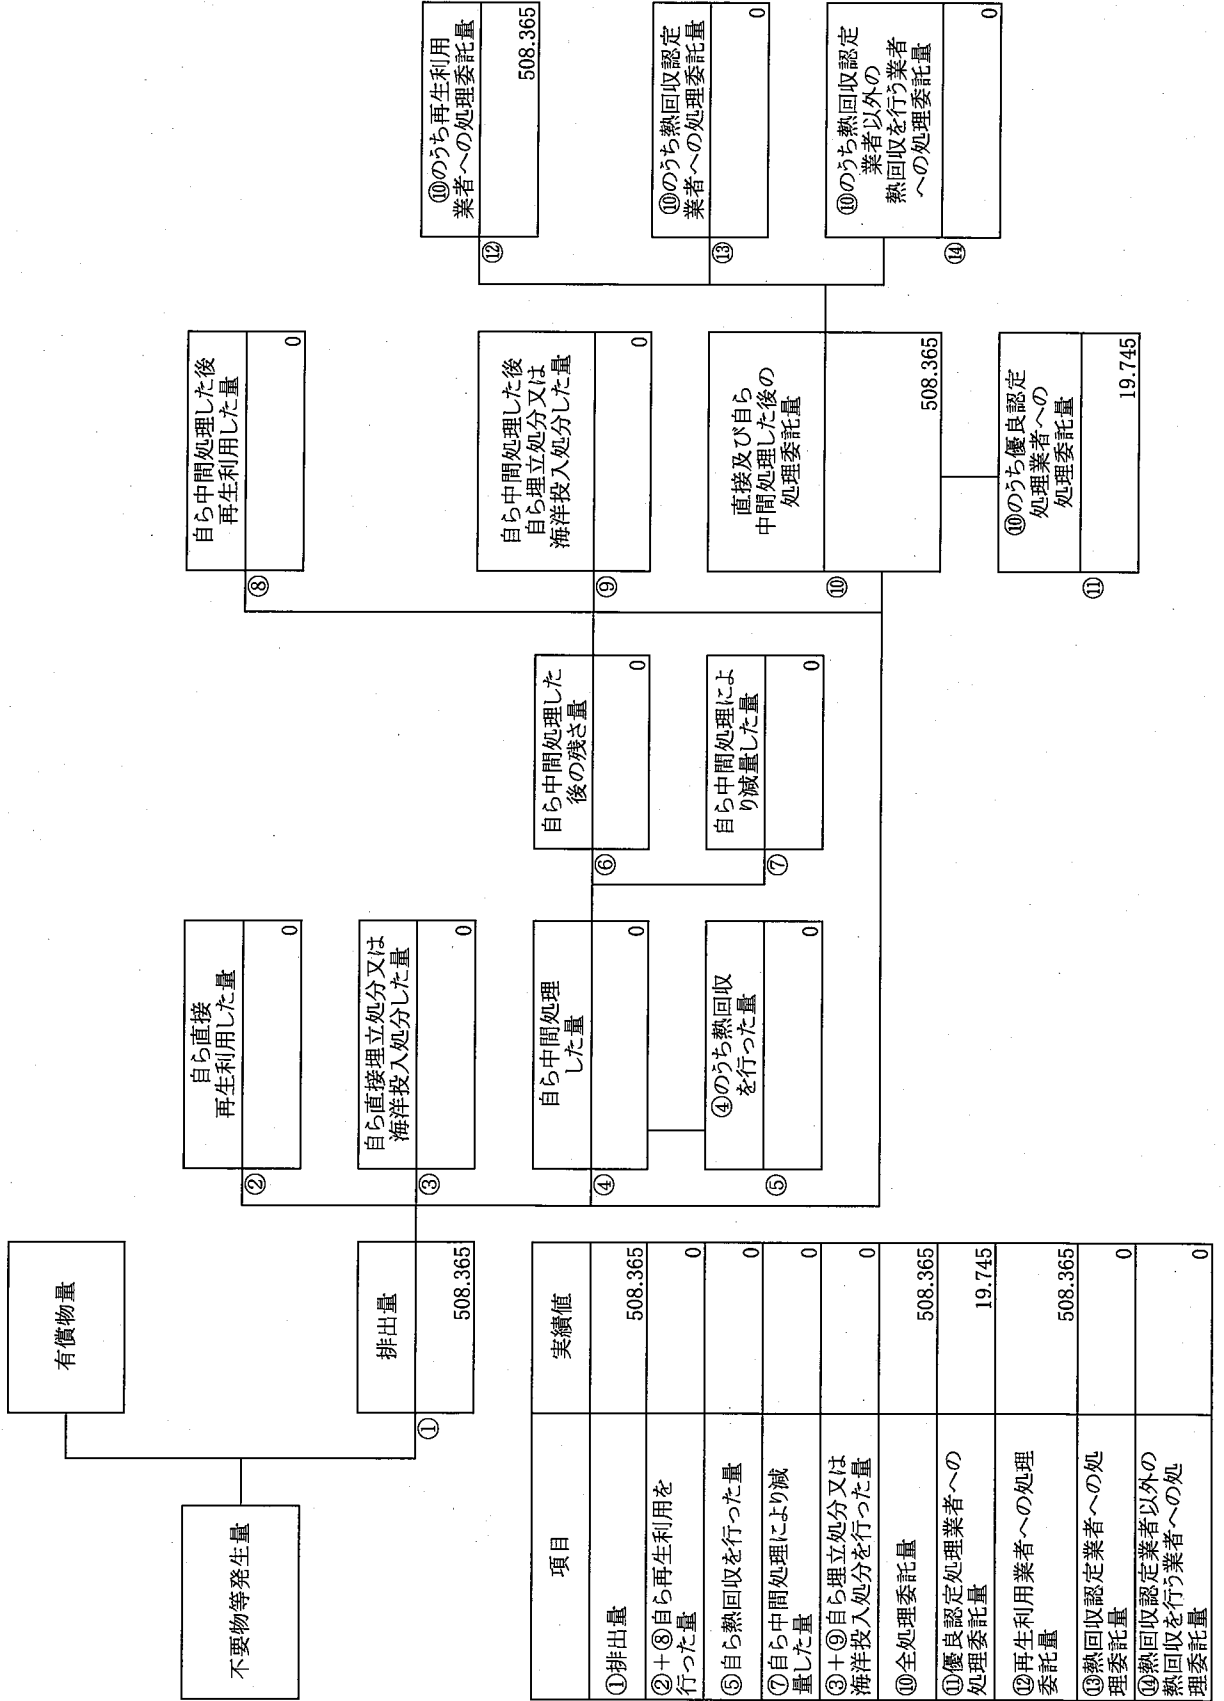 不要物等発生量
有償物量
①
排出量
508.365
②
自ら直接
再生利用した量
0
③
自ら直接埋立処分又は
海洋投入処分した量
0
④
自ら中間処理
した量
0
⑤
④のうち熱回収
を行った量
0
⑥
自ら中間処理した
後の残さ量
0
⑦
自ら中間処理によ
り減量した量
0
⑧
自ら中間処理した後
再生利用した量
0
⑨
自ら中間処理した後
自ら埋立処分又は
海洋投入処分した量
0
⑩
直接及び自ら
中間処理した後の
処理委託量
508.365
⑪
⑩のうち優良認定
処理業者への
処理委託量
19.745
⑫
⑩のうち再生利用
業者への処理委託量
508.365
⑬
⑩のうち熱回収認定
業者への処理委託量
0
⑭
⑩のうち熱回収認定
業者以外の
熱回収を行う業者
への処理委託量
0
項目 実績値
①排出量 508.365
②+⑧自ら再生利用を
行った量 0
⑤自ら熱回収を行った量 0
⑦自ら中間処理により減
量した量 0
③+⑨自ら埋立処分又は
海洋投入処分を行った量 0
⑩全処理委託量 508.365
⑪優良認定処理業者への
処理委託量 19.745
⑫再生利用業者への処理
委託量 508.365
⑬熱回収認定業者への処
理委託量 0
⑭熱回収認定業者以外の
熱回収を行う業者への処
理委託量 0